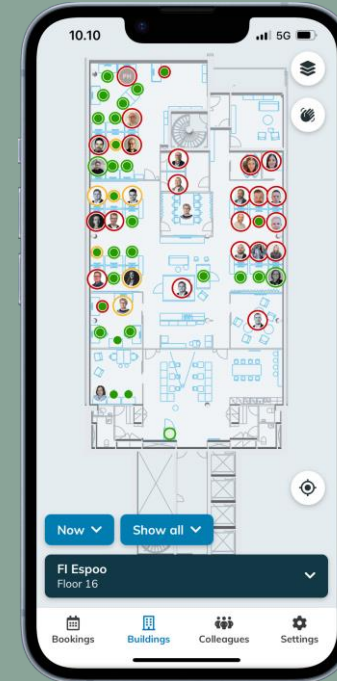 10.10
5G
Now
Show all
FI Espoo
Floor 16
Bookings
Buildings
Colleagues
Settings